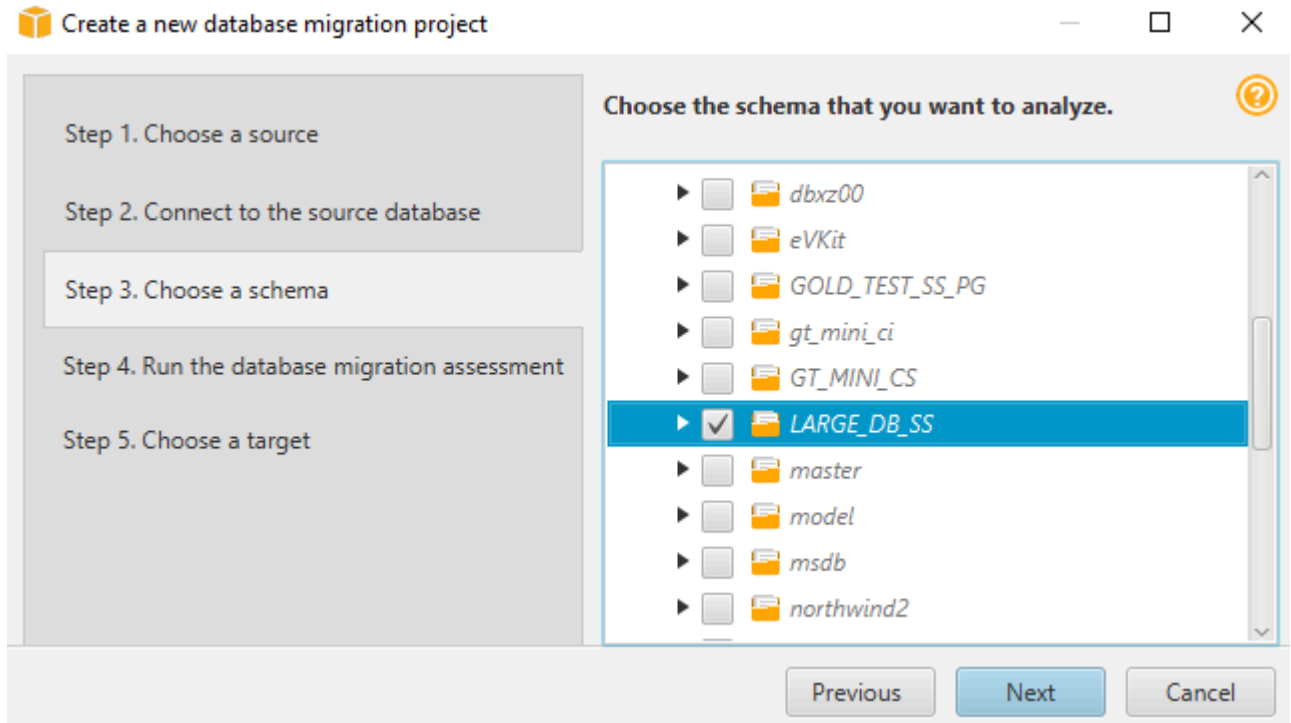 Create a new database migration project
Step 1. Choose a source
Step 2. Connect to the source database
Step 3. Choose a schema
Step 4. Run the database migration assessment
Step 5. Choose a target
Choose the schema that you want to analyze.
?
dbxz00
eVKit
GOLD_TEST_SS_PG
gt_mini_ci
GT_MINI_CS
LARGE_DB_SS
master
model
msdb
northwind2
Previous
Next
Cancel